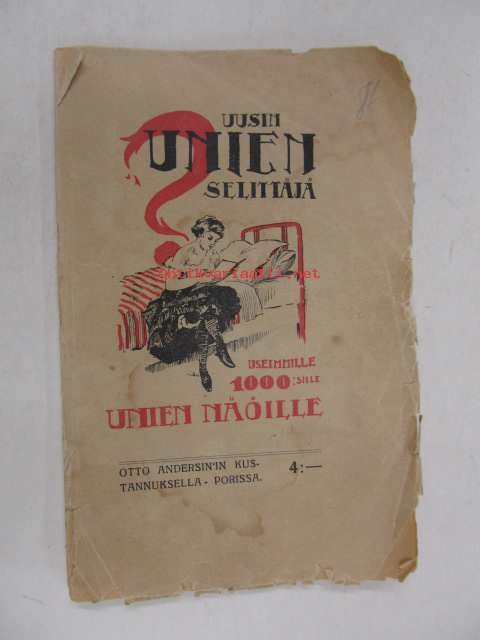 UUSIN
UNIEN
SELITTÄJÄ
antikvariaatti.net
USEIMMILLE
1000:SILLE
UNIEN NÄÖILLE
OTTO ANDERSIN'IN KUS-
TANNUKSELLA - PORISSA.
4:—